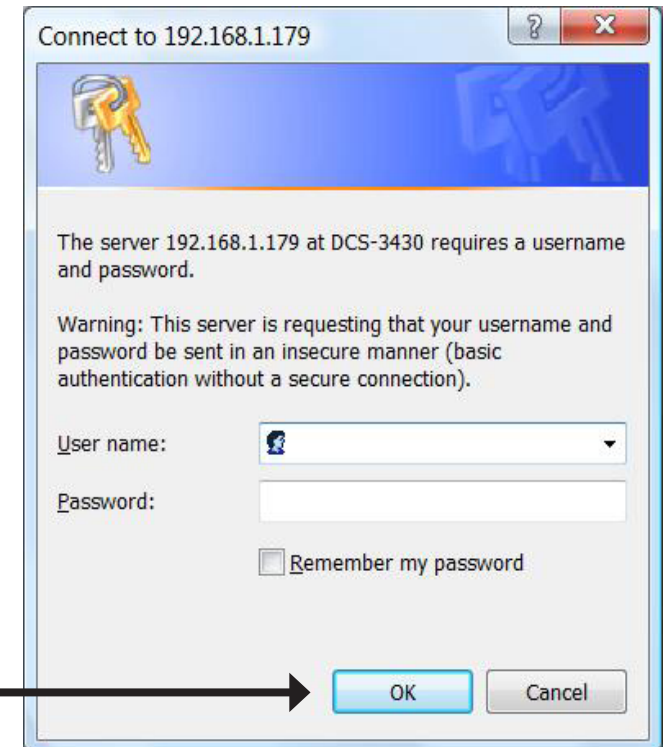 Connect to 192.168.1.179
The server 192.168.1.179 at DCS-3430 requires a username
and password.
Warning: This server is requesting that your username and
password be sent in an insecure manner (basic
authentication without a secure connection).
User name:
Password:
Remember my password
OK
Cancel